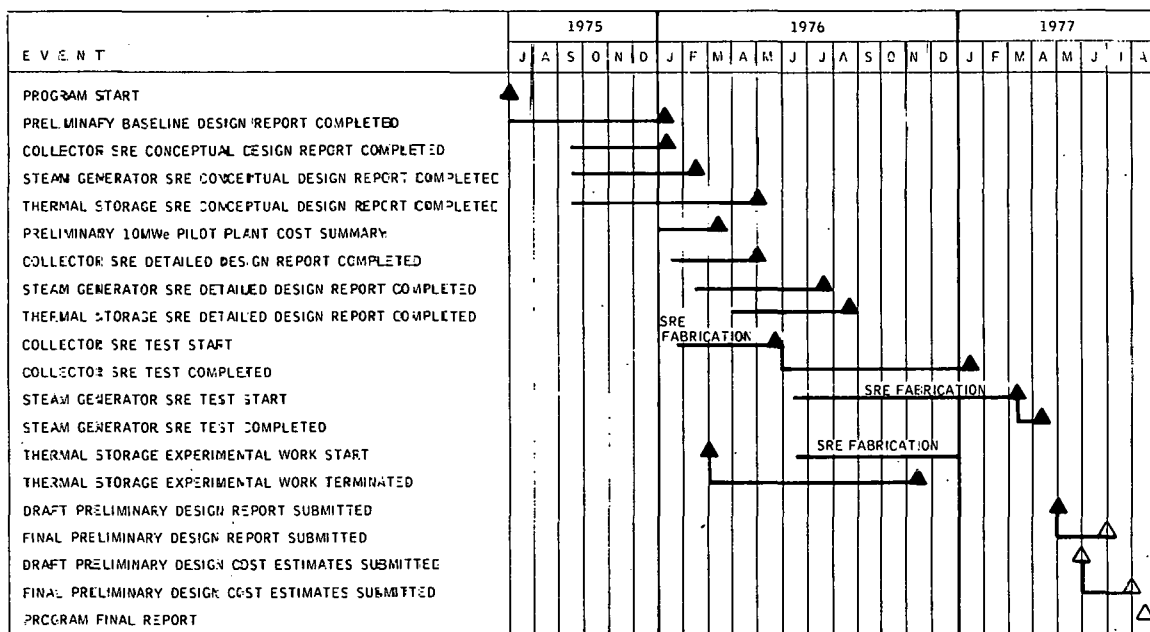 1975 1976 1977
E V E N T J A S O N D J F M A M J J A S O N D J F M A M J J A
PROGRAM START
PRELIMINARY BASELINE DESIGN REPORT COMPLETED
COLLECTOR SRE CONCEPTUAL DESIGN REPORT COMPLETED
STEAM GENERATOR SRE CONCEPTUAL DESIGN REPORT COMPLETED
THERMAL STORAGE SRE CONCEPTUAL DESIGN REPORT COMPLETED
PRELIMINARY 10MWe PILOT PLANT COST SUMMARY
COLLECTOR SRE DETAILED DESIGN REPORT COMPLETED
STEAM GENERATOR SRE DETAILED DESIGN REPORT COMPLETED
THERMAL STORAGE SRE DETAILED DESIGN REPORT COMPLETED
SRE
FABRICATION
COLLECTOR SRE TEST START
COLLECTOR SRE TEST COMPLETED
STEAM GENERATOR SRE TEST START SRE FABRICATION
STEAM GENERATOR SRE TEST COMPLETED
THERMAL STORAGE EXPERIMENTAL WORK START SRE FABRICATION
THERMAL STORAGE EXPERIMENTAL WORK TERMINATED
DRAFT PRELIMINARY DESIGN REPORT SUBMITTED
FINAL PRELIMINARY DESIGN REPORT SUBMITTED
DRAFT PRELIMINARY DESIGN COST ESTIMATES SUBMITTED
FINAL PRELIMINARY DESIGN COST ESTIMATES SUBMITTED
PROGRAM FINAL REPORT